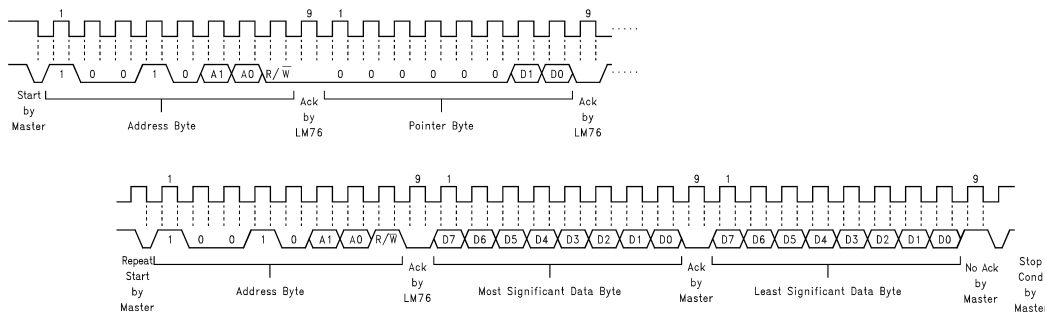 1 9 1 9
1 0 0 1 0 A1 A0 R/W̅ 0 0 0 0 0 0 D1 D0
Start
by
Master
Address Byte
Ack
by
LM76
Pointer Byte
Ack
by
LM76
1 9 1 9 1 9
1 0 0 1 0 A1 A0 R/W̅ D7 D6 D5 D4 D3 D2 D1 D0 D7 D6 D5 D4 D3 D2 D1 D0
Repeat
Start
by
Master
Address Byte
Ack
by
LM76
Most Significant Data Byte
Ack
by
Master
Least Significant Data Byte
No Ack
by
Master
Stop
Cond
by
Master